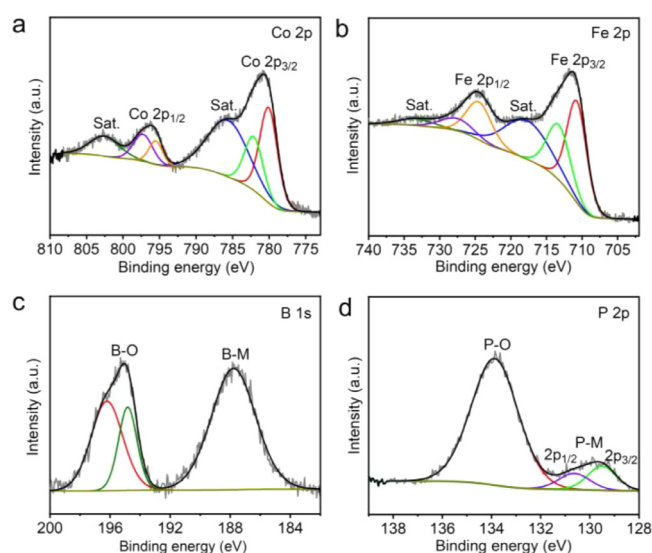 a
Co 2p
Co 2p3/2
Sat.
Co 2p1/2
Sat.
Intensity (a.u.)
810 805 800 795 790 785 780 775
Binding energy (eV)
b
Fe 2p
Fe 2p3/2
Fe 2p1/2
Sat.
Sat.
Intensity (a.u.)
740 735 730 725 720 715 710 705
Binding energy (eV)
c
B 1s
B-O
B-M
Intensity (a.u.)
200 196 192 188 184
Binding energy (eV)
d
P 2p
P-O
P-M
2p1/2
2p3/2
Intensity (a.u.)
138 136 134 132 130 128
Binding energy (eV)